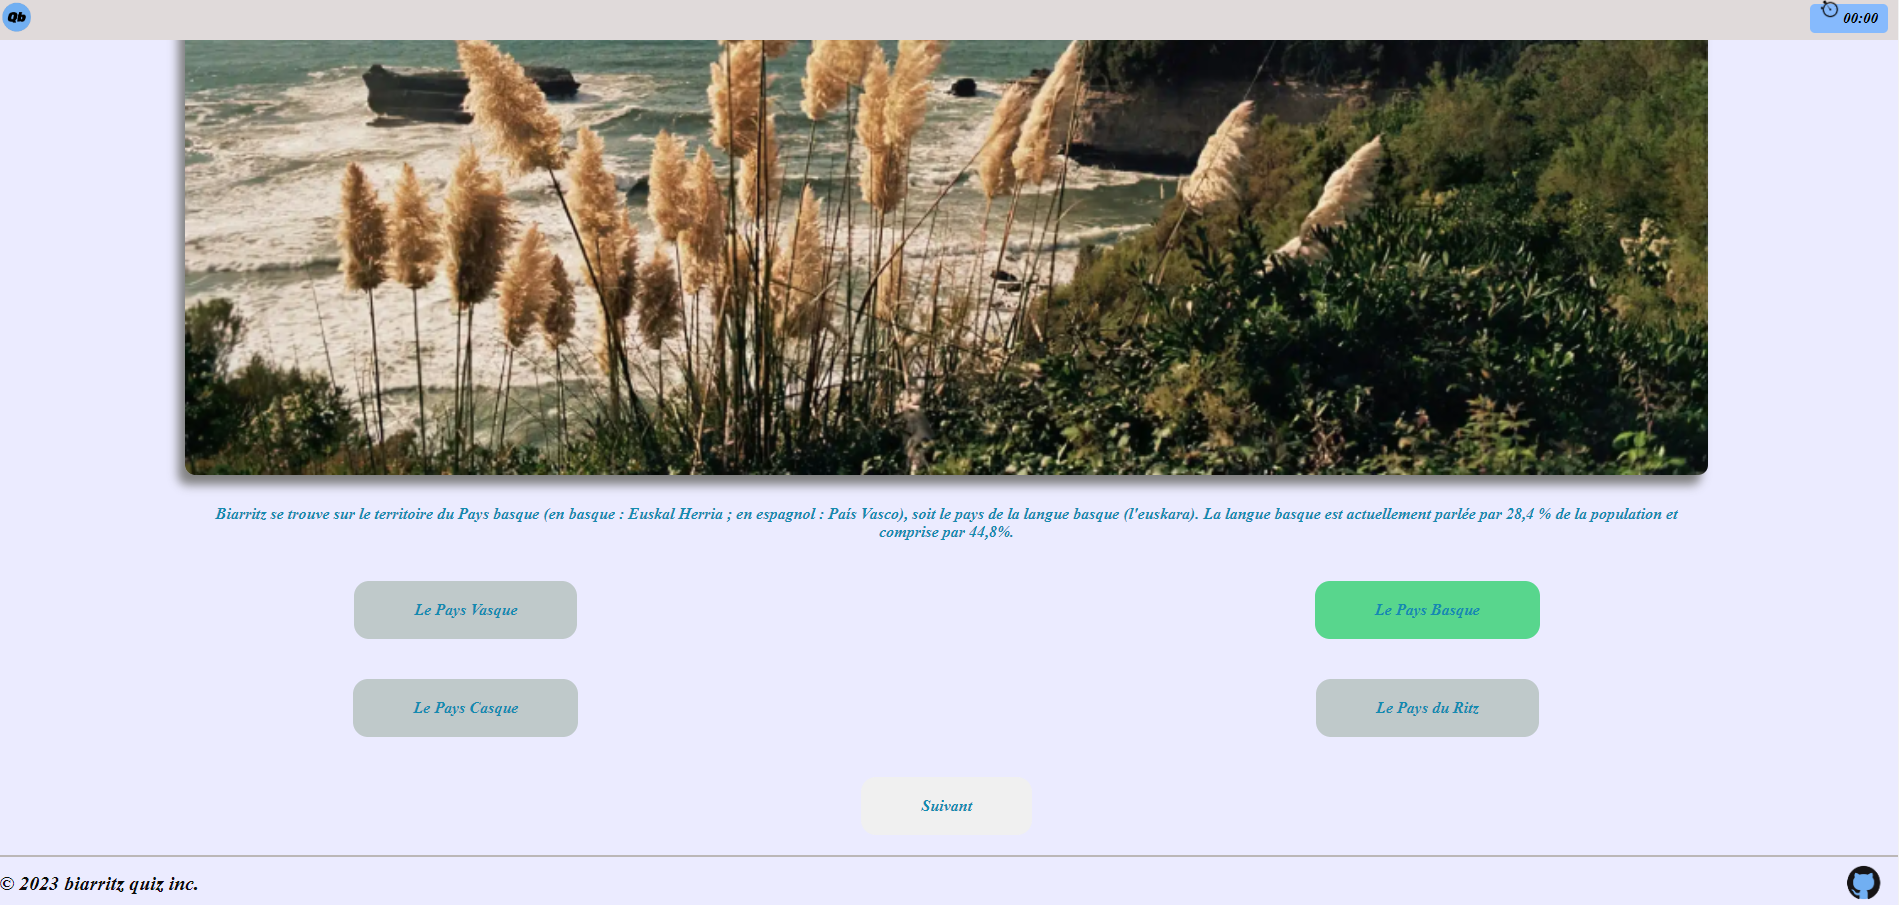 Qb
00:00
Biarritz se trouve sur le territoire du Pays basque (en basque : Euskal Herria ; en espagnol : País Vasco), soit le pays de la langue basque (l'euskara). La langue basque est actuellement parlée par 28,4 % de la population et
comprise par 44,8%.
Le Pays Vasque
Le Pays Basque
Le Pays Casque
Le Pays du Ritz
Suivant
© 2023 biarritz quiz inc.